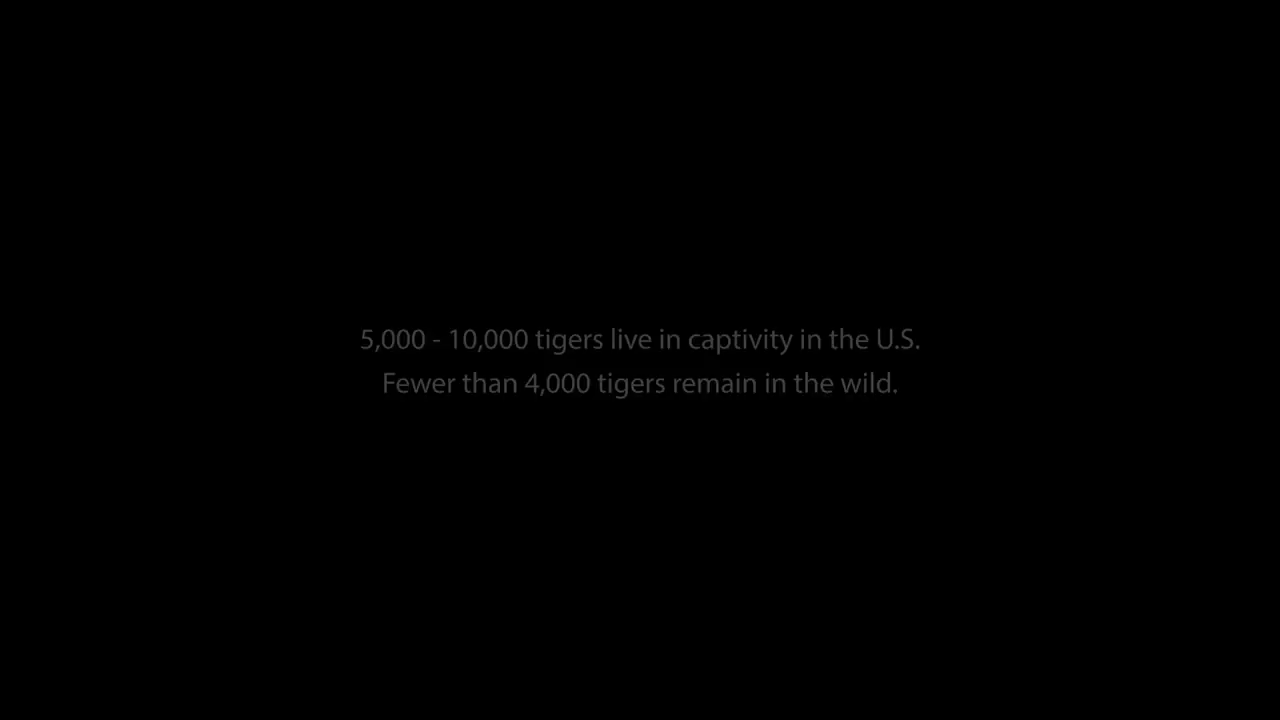 5,000 - 10,000 tigers live in captivity in the U.S.
Fewer than 4,000 tigers remain in the wild.